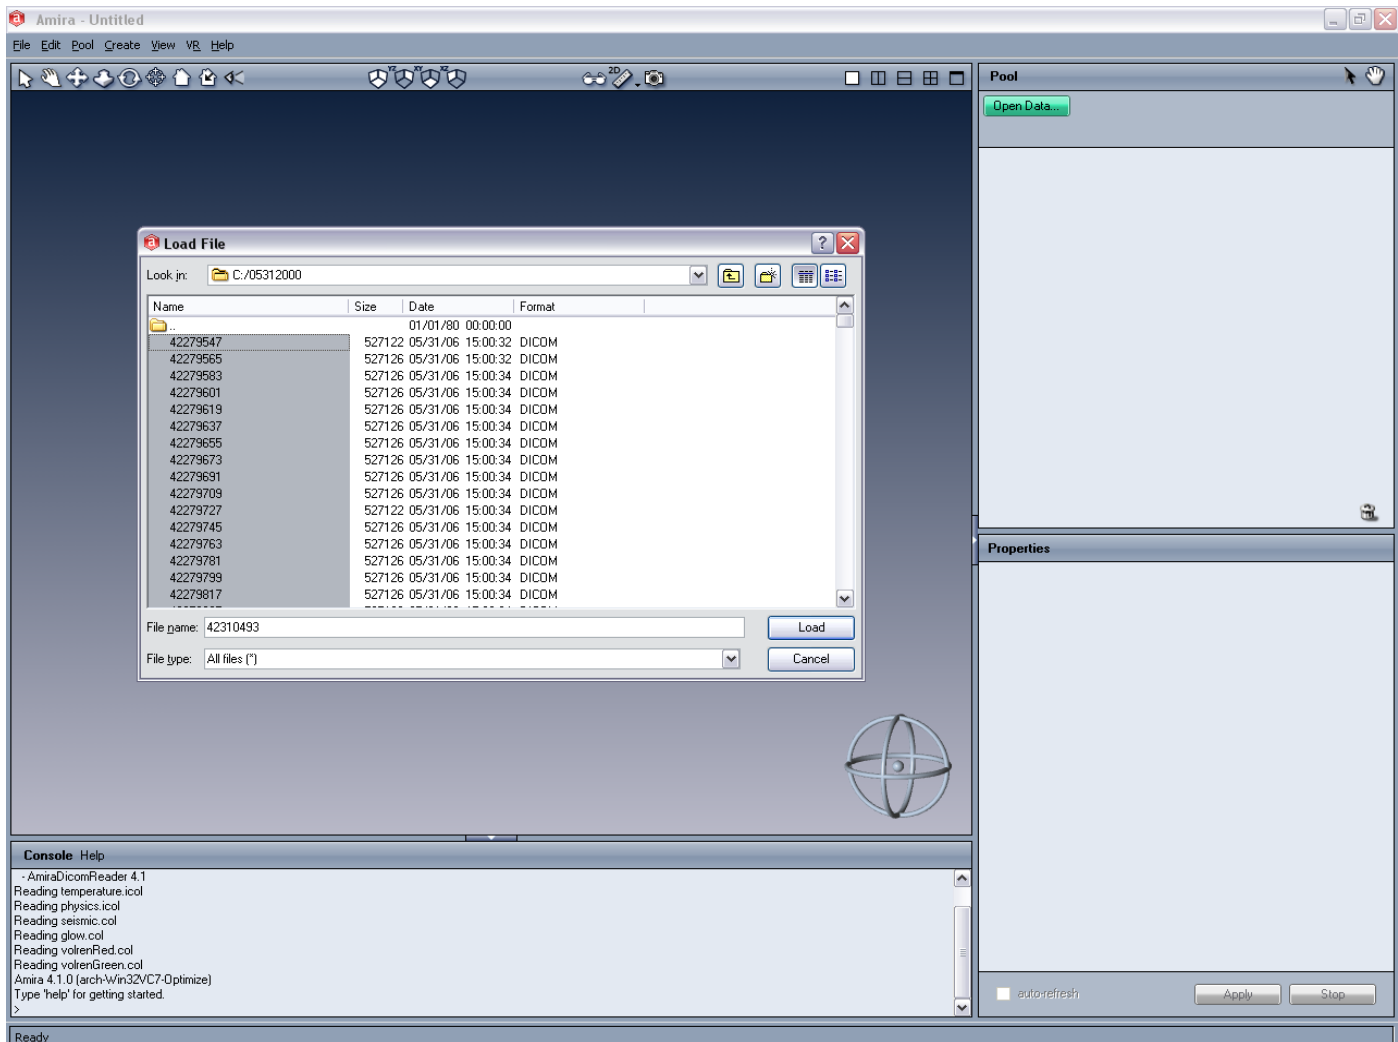 Amira - Untitled
File Edit Pool Create View VR Help
YZ XY XZ 2D
Pool
Open Data...
Load File
Look in: C:/05312000
Name Size Date Format
.. 01/01/80 00:00:00
42279547 527122 05/31/06 15:00:32 DICOM
42279565 527126 05/31/06 15:00:32 DICOM
42279583 527126 05/31/06 15:00:34 DICOM
42279601 527126 05/31/06 15:00:34 DICOM
42279619 527126 05/31/06 15:00:34 DICOM
42279637 527126 05/31/06 15:00:34 DICOM
42279655 527126 05/31/06 15:00:34 DICOM
42279673 527126 05/31/06 15:00:34 DICOM
42279691 527126 05/31/06 15:00:34 DICOM
42279709 527126 05/31/06 15:00:34 DICOM
42279727 527122 05/31/06 15:00:34 DICOM
42279745 527126 05/31/06 15:00:34 DICOM
42279763 527126 05/31/06 15:00:34 DICOM
42279781 527126 05/31/06 15:00:34 DICOM
42279799 527126 05/31/06 15:00:34 DICOM
42279817 527126 05/31/06 15:00:34 DICOM
File name: 42310493
Load
File type: All files (*)
Cancel
Properties
Console Help
- AmiraDicomReader 4.1
Reading temperature.icol
Reading physics.icol
Reading seismic.col
Reading glow.col
Reading volrenRed.col
Reading volrenGreen.col
Amira 4.1.0 (arch-Win32VC7-Optimize)
Type 'help' for getting started.
>
auto-refresh Apply Stop
Ready